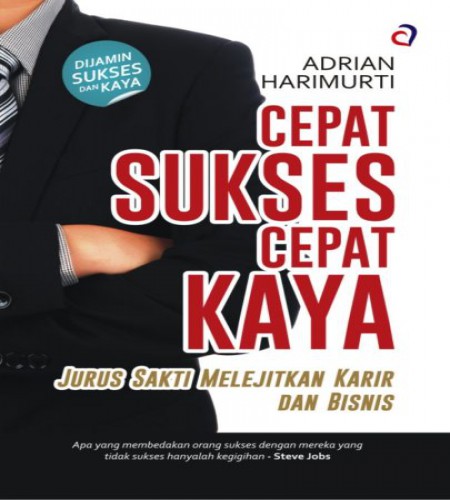 DIJAMIN
SUKSES
DAN KAYA
ADRIAN
HARIMURTI
CEPAT
SUKSES
CEPAT
KAYA
JURUS SAKTI MELEJITKAN KARIR
DAN BISNIS
Apa yang membedakan orang sukses dengan mereka yang
tidak sukses hanyalah kegigihan - Steve Jobs